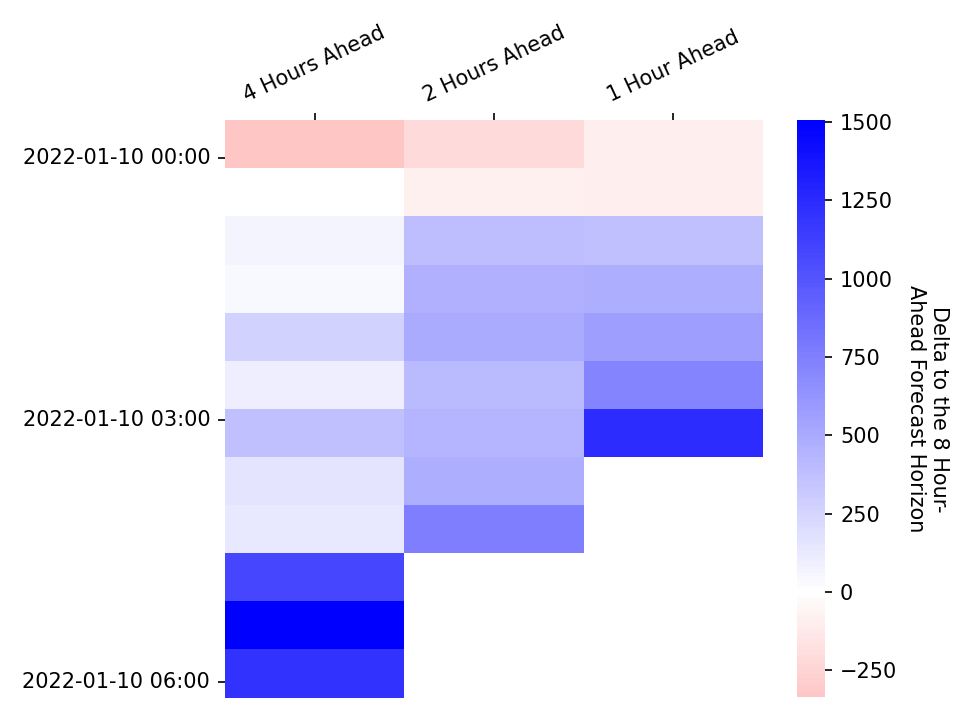 4 Hours Ahead
2 Hours Ahead
1 Hour Ahead
2022-01-10 00:00
2022-01-10 03:00
2022-01-10 06:00
1500
1250
1000
750
500
250
0
−250
Delta to the 8 Hour-
Ahead Forecast Horizon